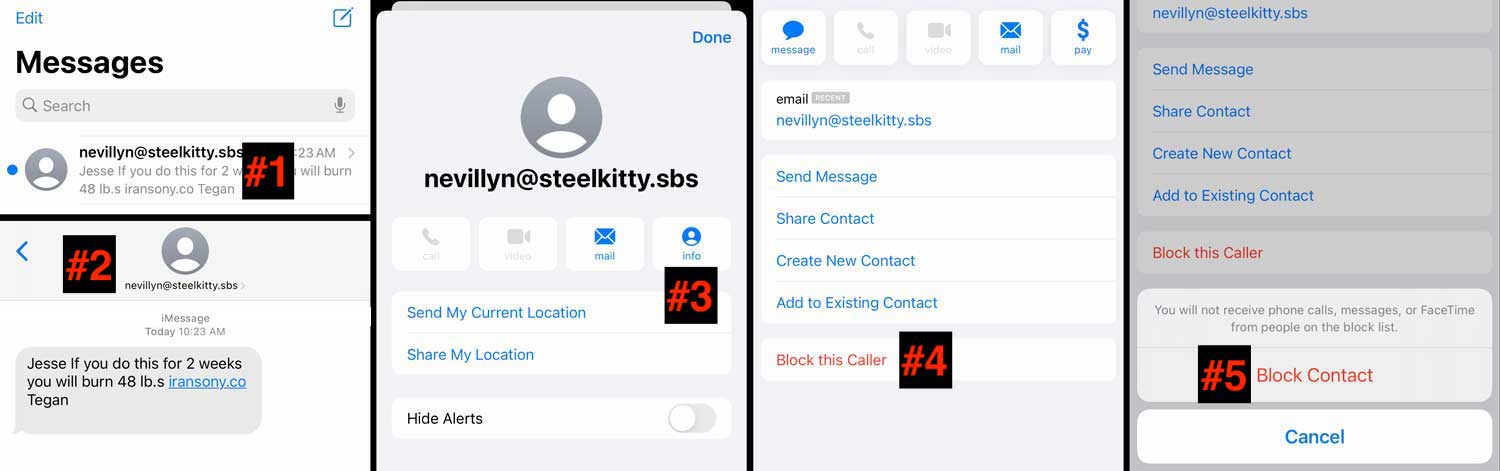 Edit
Messages
Search
nevillyn@steelkitty.sbs :23 AM
Jesse If you do this for 2 w you will burn
48 lb.s iransony.co Tegan
#1
#2
nevillyn@steelkitty.sbs
iMessage
Today 10:23 AM
Jesse If you do this for 2 weeks
you will burn 48 lb.s iransony.co
Tegan
Done
nevillyn@steelkitty.sbs
call video mail info
#3
Send My Current Location
Share My Location
Hide Alerts
message call video mail pay
email RECENT
nevillyn@steelkitty.sbs
Send Message
Share Contact
Create New Contact
Add to Existing Contact
Block this Caller #4
nevillyn@steelkitty.sbs
Send Message
Share Contact
Create New Contact
Add to Existing Contact
Block this Caller
You will not receive phone calls, messages, or FaceTime
from people on the block list.
#5 Block Contact
Cancel